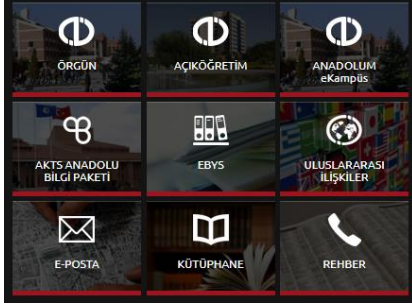 ÖRGÜN
AÇIKÖĞRETİM
ANADOLUM
eKampüs
AKTS ANADOLU
BİLGİ PAKETİ
EBYS
ULUSLARARASI
İLİŞKİLER
E-POSTA
KÜTÜPHANE
REHBER